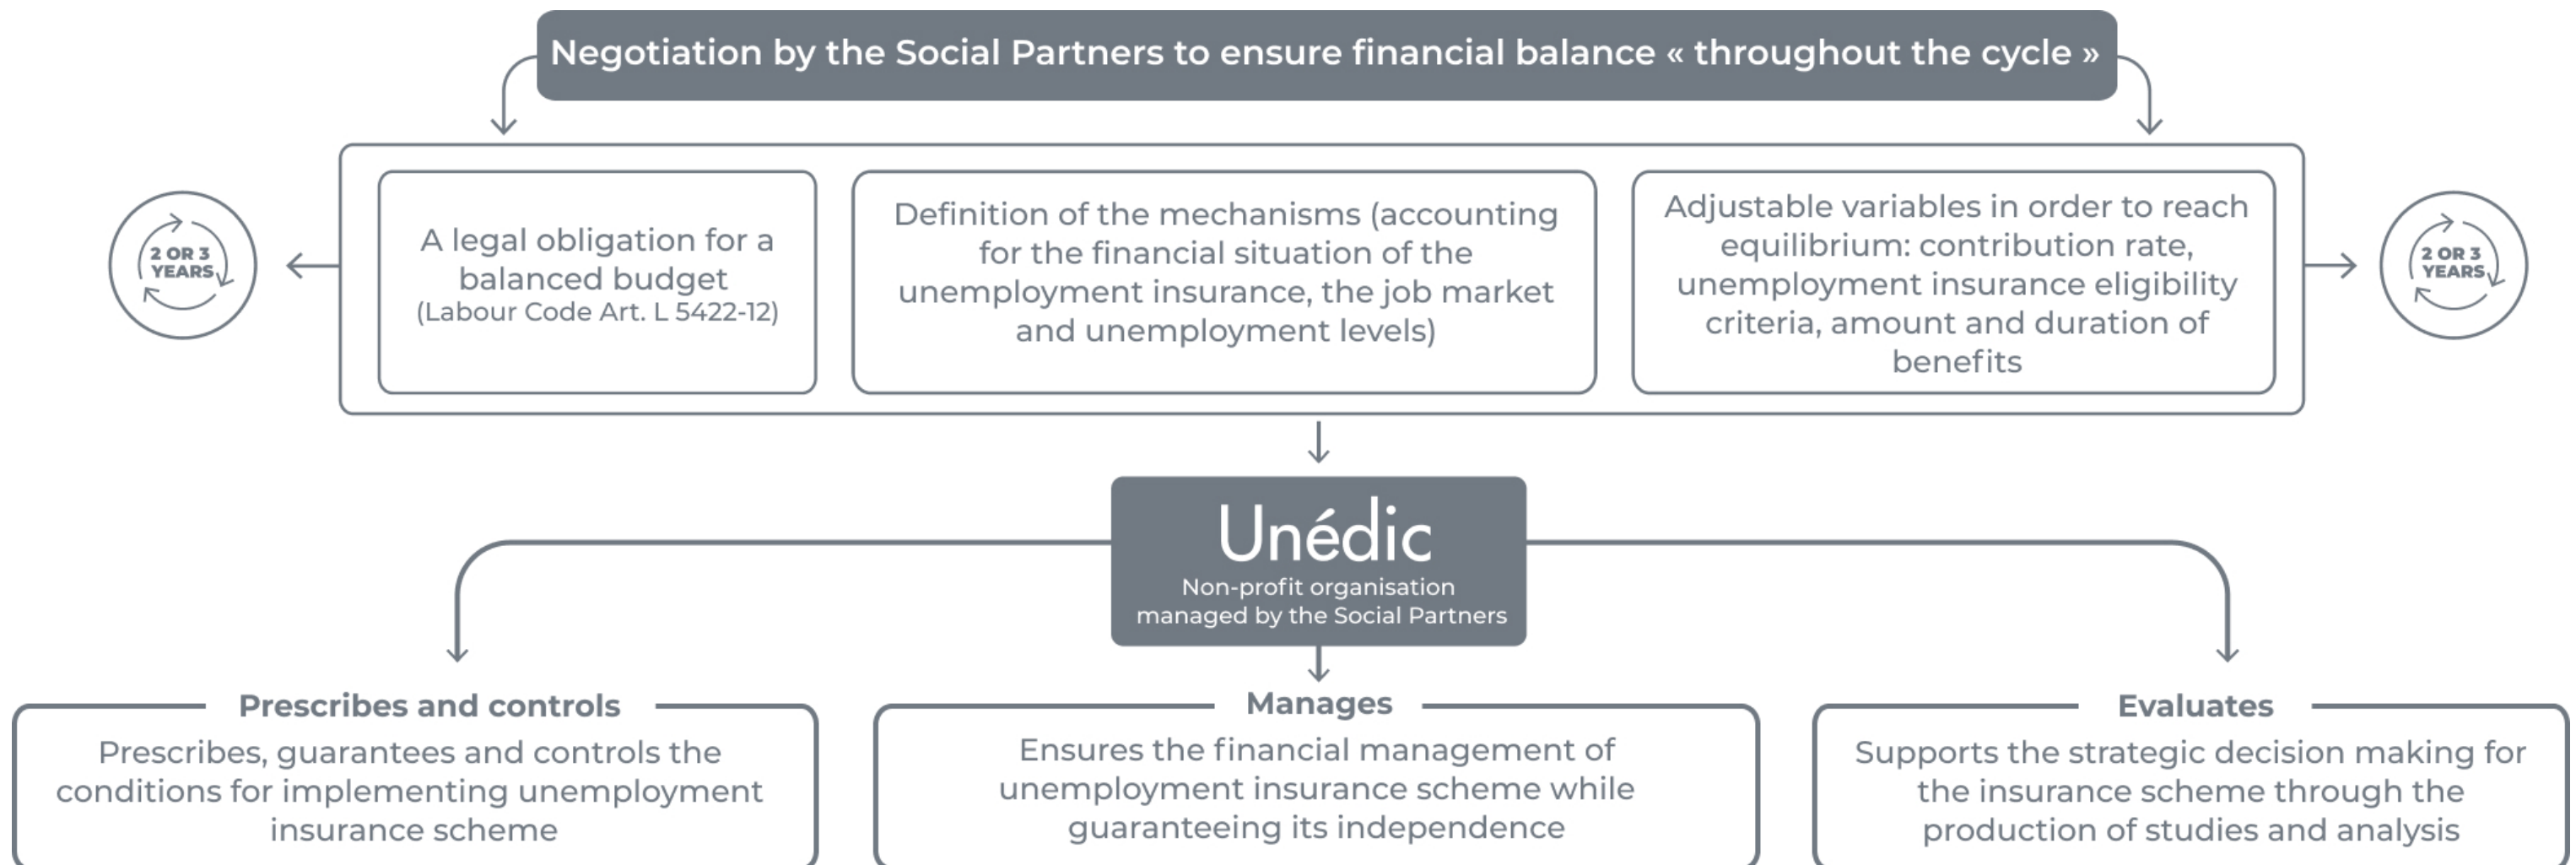 Negotiation by the Social Partners to ensure financial balance « throughout the cycle »
2 OR 3
YEARS
A legal obligation for a
balanced budget
(Labour Code Art. L 5422-12)
Definition of the mechanisms (accounting
for the financial situation of the
unemployment insurance, the job market
and unemployment levels)
Adjustable variables in order to reach
equilibrium: contribution rate,
unemployment insurance eligibility
criteria, amount and duration of
benefits
2 OR 3
YEARS
Unédic
Non-profit organisation
managed by the Social Partners
Prescribes and controls
Prescribes, guarantees and controls the
conditions for implementing unemployment
insurance scheme
Manages
Ensures the financial management of
unemployment insurance scheme while
guaranteeing its independence
Evaluates
Supports the strategic decision making for
the insurance scheme through the
production of studies and analysis